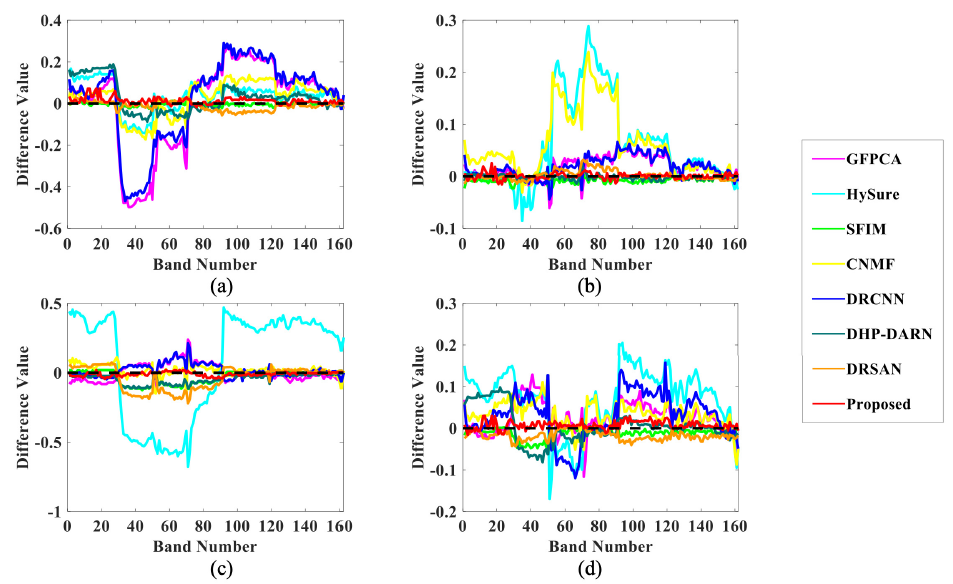 0.4
0.2
0
-0.2
-0.4
-0.6
Difference Value
0 20 40 60 80 100 120 140 160
Band Number
(a)
0.3
0.2
0.1
0
-0.1
Difference Value
0 20 40 60 80 100 120 140 160
Band Number
(b)
0.5
0
-0.5
-1
Difference Value
0 20 40 60 80 100 120 140 160
Band Number
(c)
0.3
0.2
0.1
0
-0.1
-0.2
Difference Value
0 20 40 60 80 100 120 140 160
Band Number
(d)
GFPCA
HySure
SFIM
CNMF
DRCNN
DHP-DARN
DRSAN
Proposed